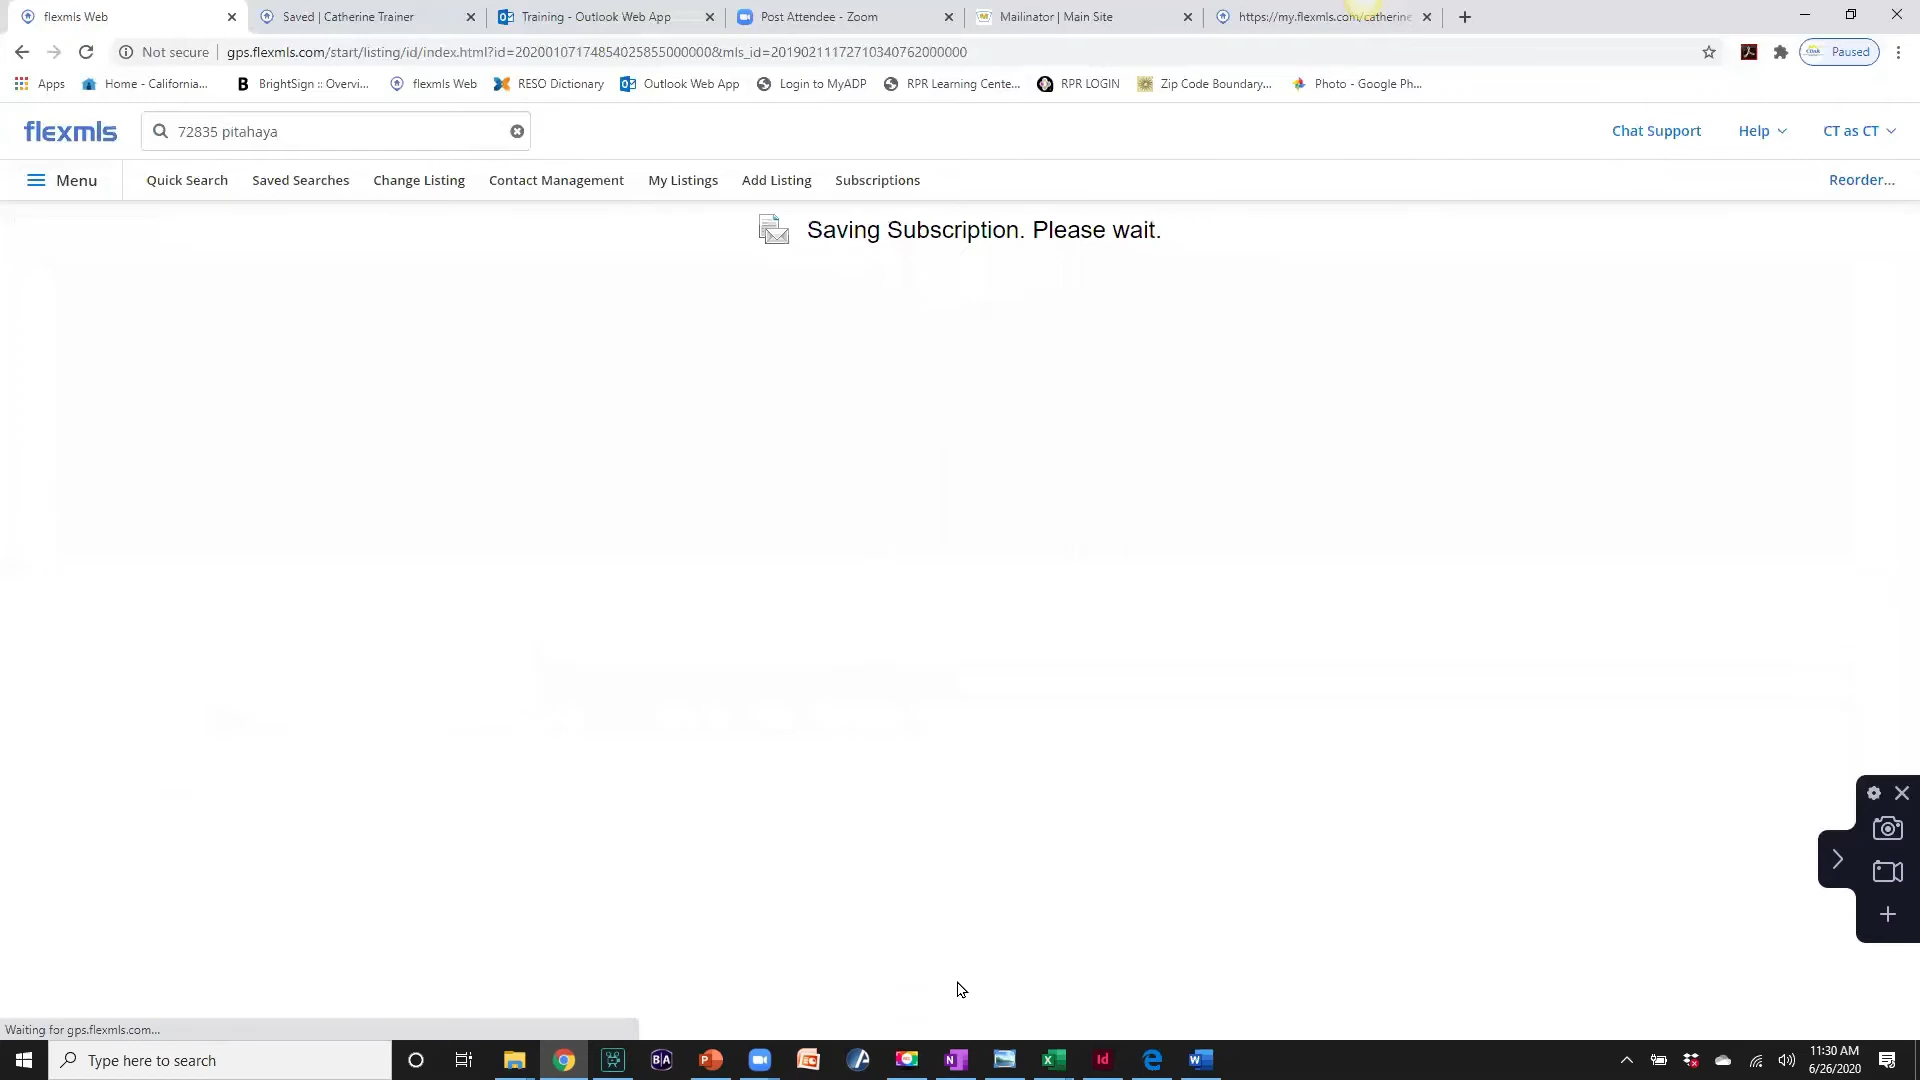 flexmls Web
Saved | Catherine Trainer
Training - Outlook Web App
Post Attendee - Zoom
Mailinator | Main Site
https://my.flexmls.com/catherine
Not secure | gps.flexmls.com/start/listing/id/index.html?id=20200107174854025855000000&mls_id=20190211172710340762000000
Paused
Apps
Home - California...
B BrightSign :: Overvi...
flexmls Web
RESO Dictionary
Outlook Web App
Login to MyADP
RPR Learning Cente...
RPR LOGIN
Zip Code Boundary...
Photo - Google Ph...
flexmls
72835 pitahaya
Chat Support
Help
CT as CT
Menu
Quick Search
Saved Searches
Change Listing
Contact Management
My Listings
Add Listing
Subscriptions
Reorder...
Saving Subscription. Please wait.
Waiting for gps.flexmls.com...
Type here to search
B|A
Id
11:30 AM
6/26/2020